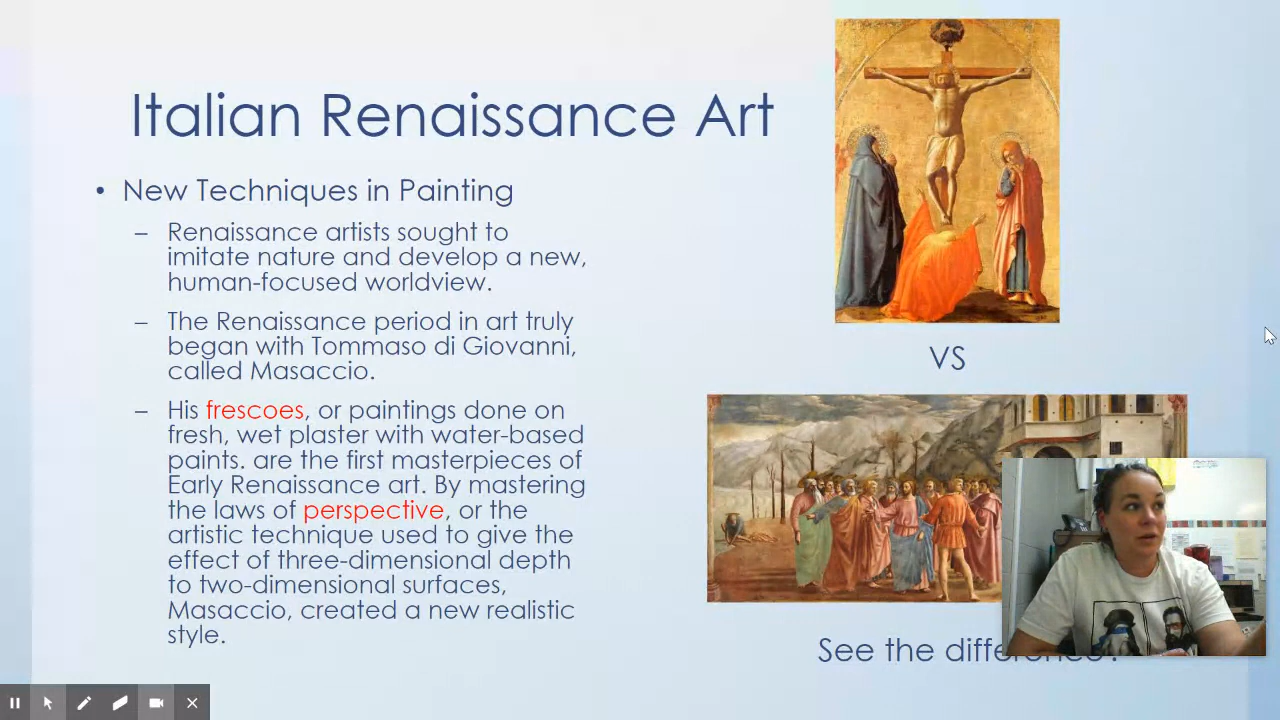 Italian Renaissance Art
• New Techniques in Painting
– Renaissance artists sought to
imitate nature and develop a new,
human-focused worldview.
– The Renaissance period in art truly
began with Tommaso di Giovanni,
called Masaccio.
– His frescoes, or paintings done on
fresh, wet plaster with water-based
paints. are the first masterpieces of
Early Renaissance art. By mastering
the laws of perspective, or the
artistic technique used to give the
effect of three-dimensional depth
to two-dimensional surfaces,
Masaccio, created a new realistic
style.
VS
See the difference?